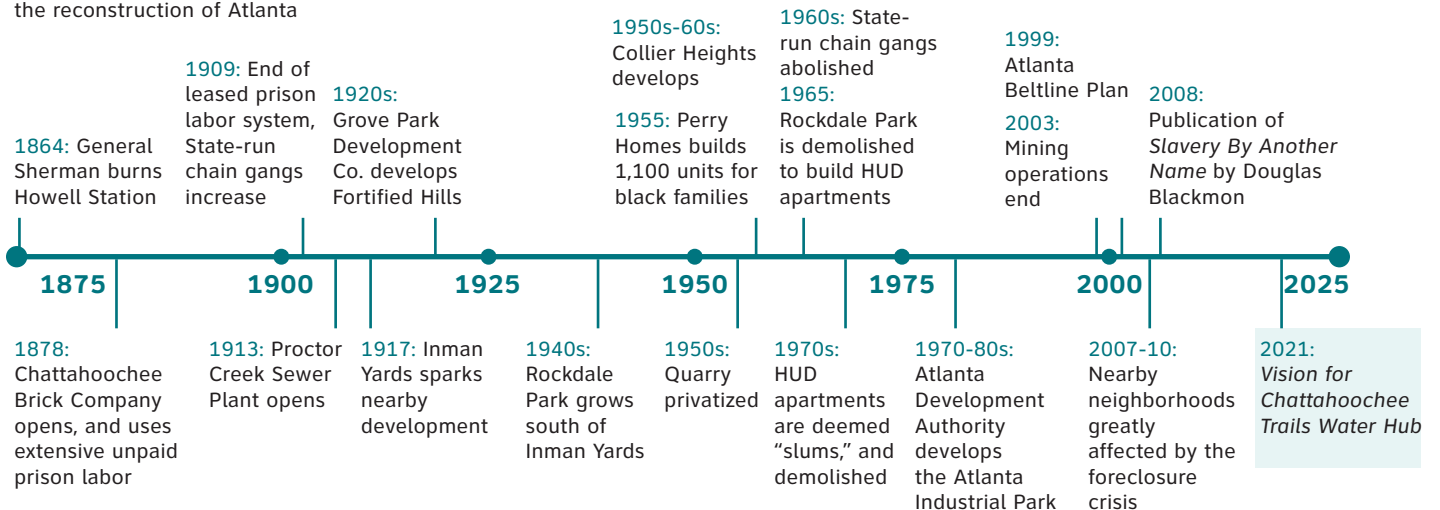 the reconstruction of Atlanta
1864: General
Sherman burns
Howell Station
1909: End of
leased prison
labor system,
State-run
chain gangs
increase
1920s:
Grove Park
Development
Co. develops
Fortified Hills
1950s-60s:
Collier Heights
develops
1955: Perry
Homes builds
1,100 units for
black families
1960s: State-
run chain gangs
abolished
1965:
Rockdale Park
is demolished
to build HUD
apartments
1999:
Atlanta
Beltline Plan
2003:
Mining
operations
end
2008:
Publication of
Slavery By Another
Name by Douglas
Blackmon
1875
1900
1925
1950
1975
2000
2025
1878:
Chattahoochee
Brick Company
opens, and uses
extensive unpaid
prison labor
1913: Proctor
Creek Sewer
Plant opens
1917: Inman
Yards sparks
nearby
development
1940s:
Rockdale
Park grows
south of
Inman Yards
1950s:
Quarry
privatized
1970s:
HUD
apartments
are deemed
“slums,” and
demolished
1970-80s:
Atlanta
Development
Authority
develops
the Atlanta
Industrial Park
2007-10:
Nearby
neighborhoods
greatly
affected by the
foreclosure
crisis
2021:
Vision for
Chattahoochee
Trails Water Hub